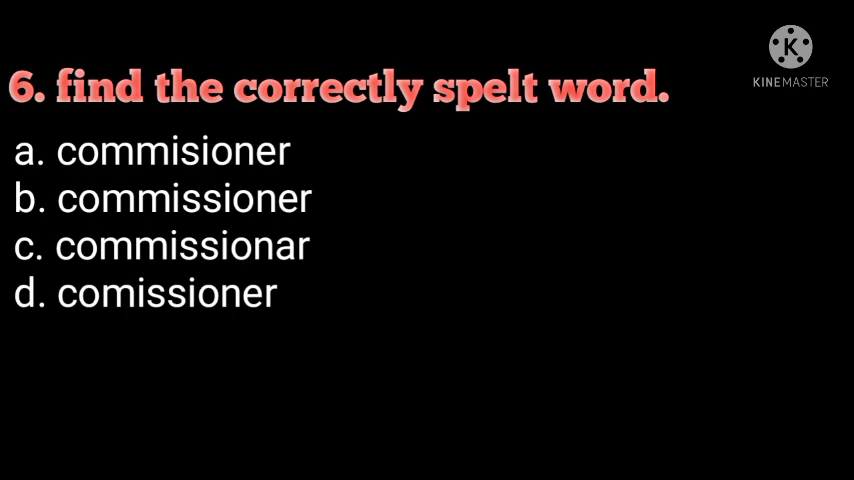 K
KINEMASTER
6. find the correctly spelt word.
a. commisioner
b. commissioner
c. commissionar
d. comissioner